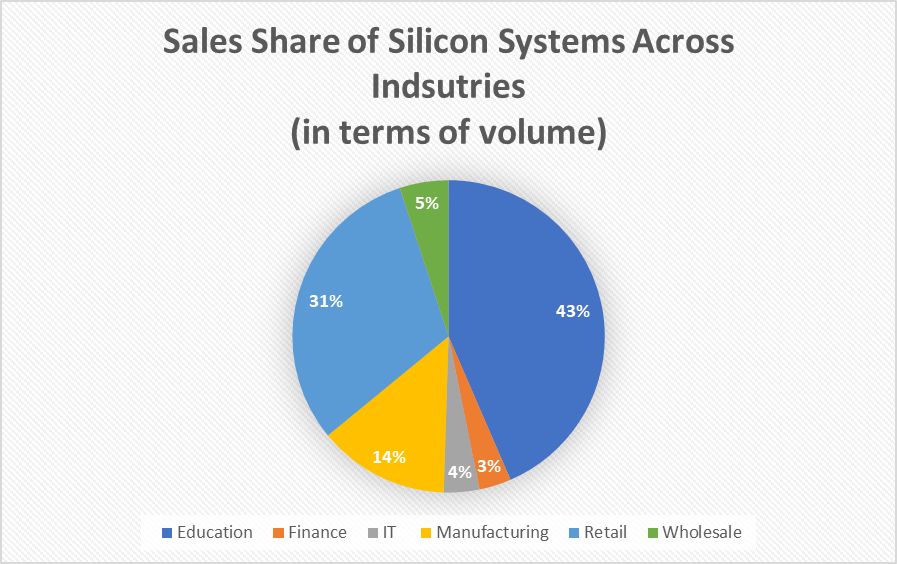 Sales Share of Silicon Systems Across
Indsutries
(in terms of volume)
5%
43%
31%
14%
4%
3%
Education Finance IT Manufacturing Retail Wholesale